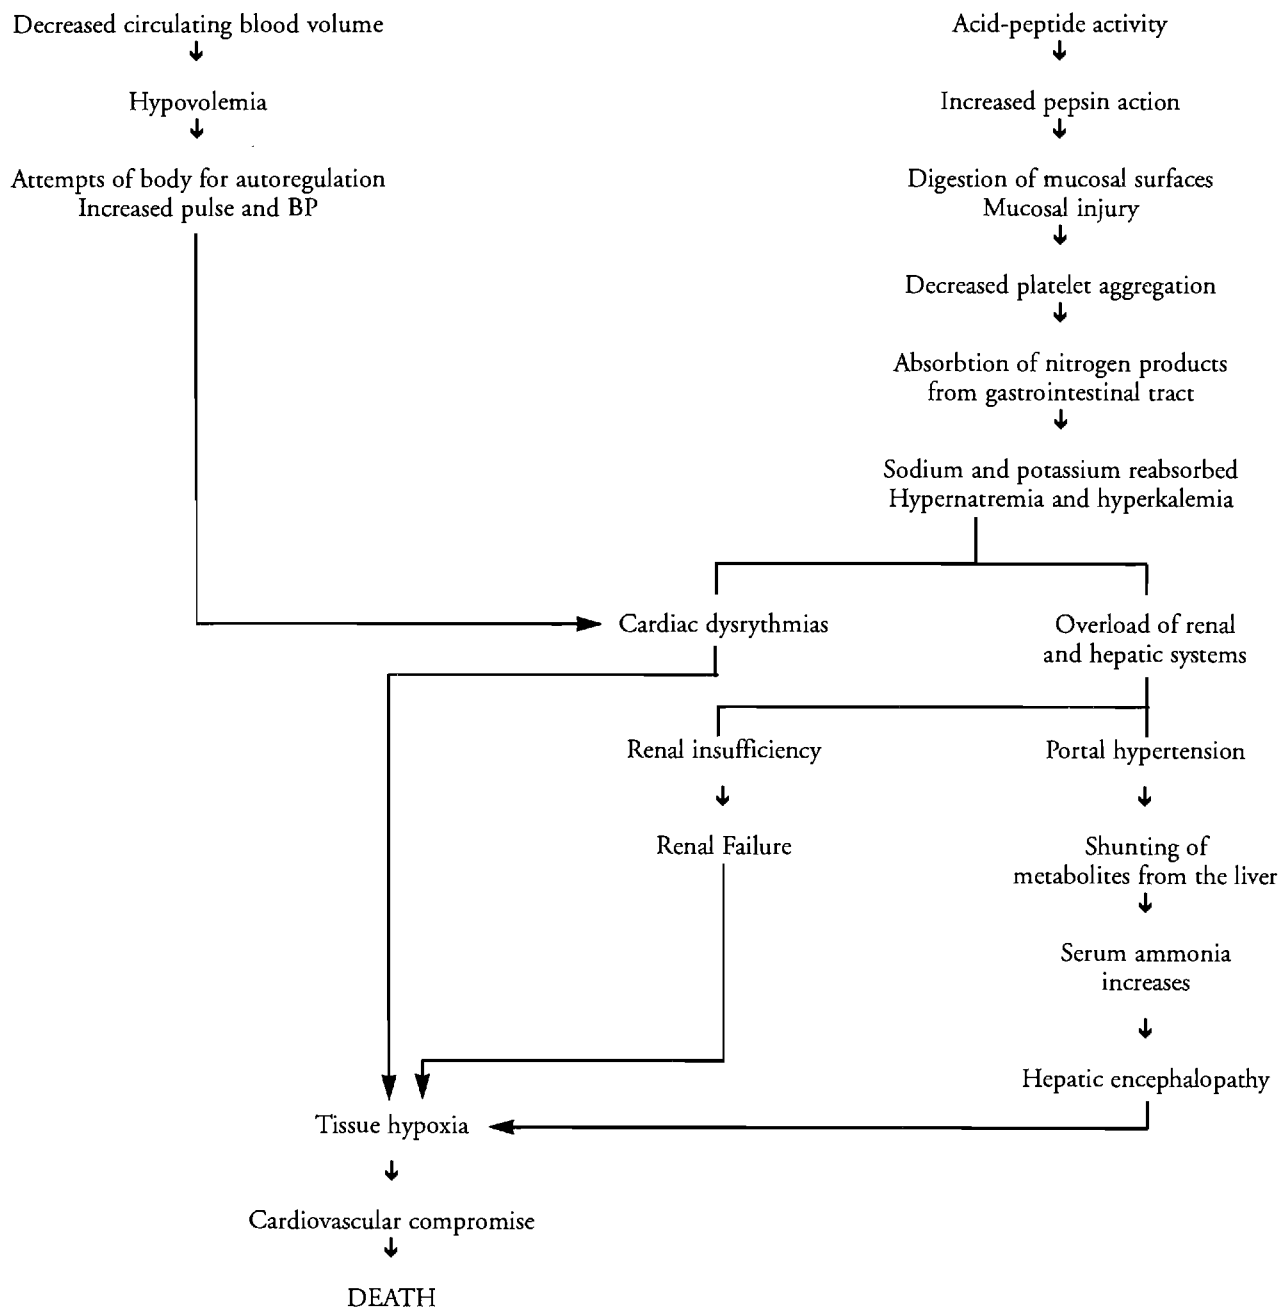 Decreased circulating blood volume
Acid-peptide activity
Hypovolemia
Increased pepsin action
Attempts of body for autoregulation
Increased pulse and BP
Digestion of mucosal surfaces
Mucosal injury
Decreased platelet aggregation
Absorbtion of nitrogen products
from gastrointestinal tract
Sodium and potassium reabsorbed
Hypernatremia and hyperkalemia
Cardiac dysrythmias
Overload of renal
and hepatic systems
Renal insufficiency
Portal hypertension
Renal Failure
Shunting of
metabolites from the liver
Serum ammonia
increases
Hepatic encephalopathy
Tissue hypoxia
Cardiovascular compromise
DEATH